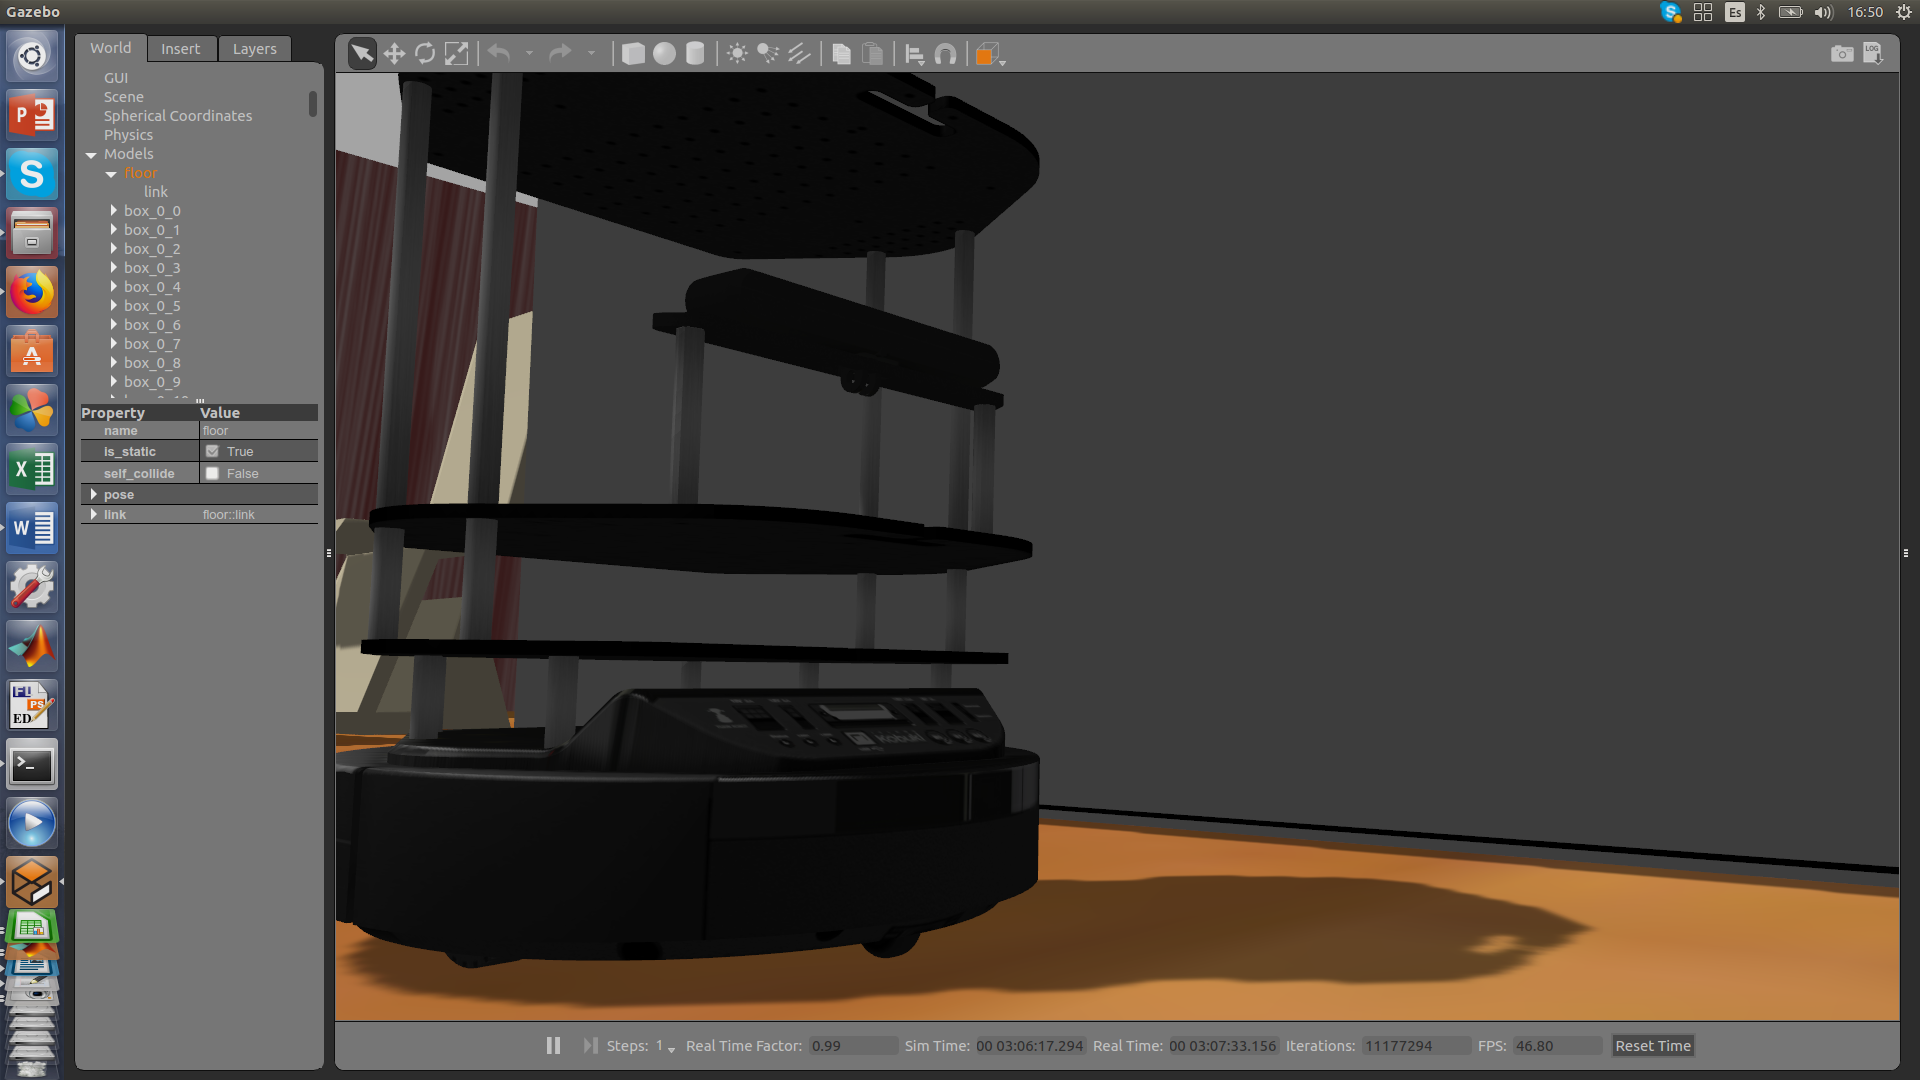 Gazebo
Es
16:50
World Insert Layers
LOG
GUI
Scene
Spherical Coordinates
Physics
Models
floor
link
box_0_0
box_0_1
box_0_2
box_0_3
box_0_4
box_0_5
box_0_6
box_0_7
box_0_8
box_0_9
Property Value
name floor
is_static True
self_collide False
pose
link floor::link
Kobuki
Steps: 1 Real Time Factor: 0.99 Sim Time: 00 03:06:17.294 Real Time: 00 03:07:33.156 Iterations: 11177294 FPS: 46.80 Reset Time